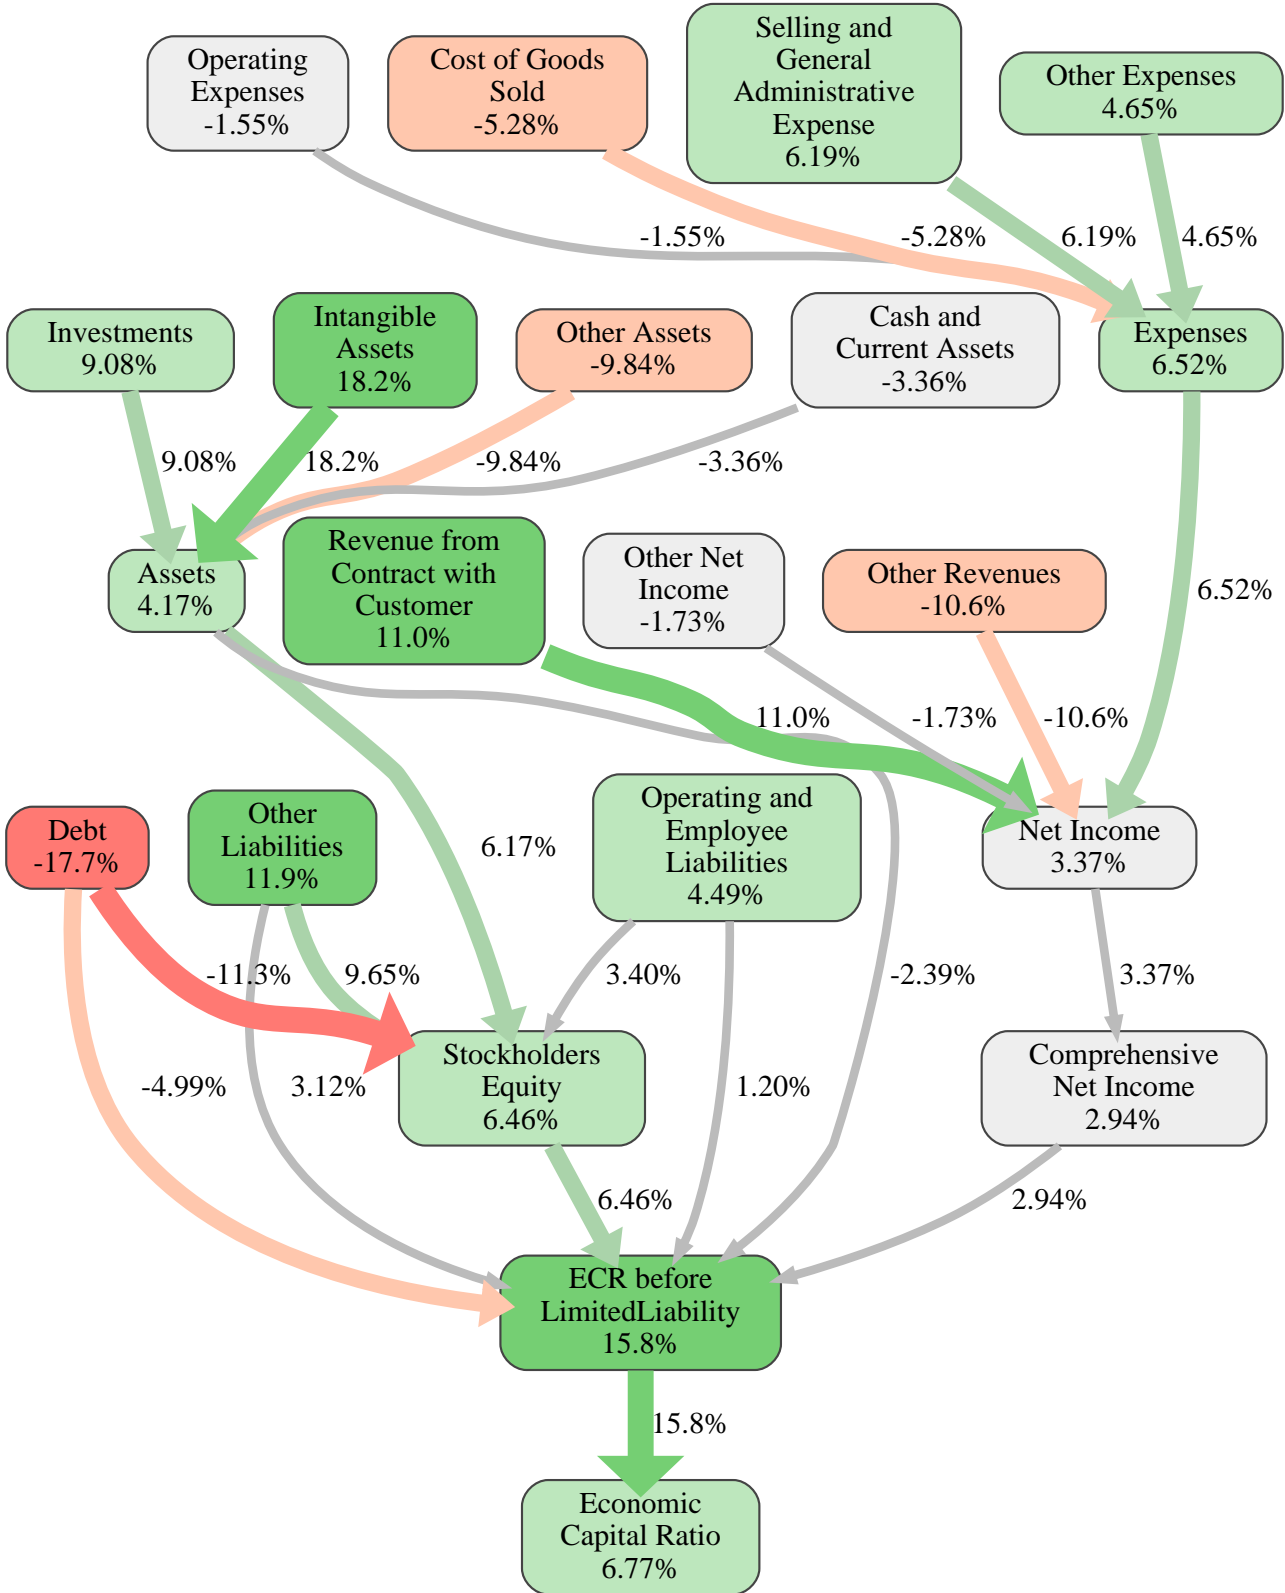 Operating
Expenses
-1.55%
Cost of Goods
Sold
-5.28%
Selling and
General
Administrative
Expense
6.19%
Other Expenses
4.65%
-1.55%
-5.28%
6.19%
4.65%
Investments
9.08%
Intangible
Assets
18.2%
Other Assets
-9.84%
Cash and
Current Assets
-3.36%
Expenses
6.52%
9.08%
18.2%
-9.84%
-3.36%
Assets
4.17%
Revenue from
Contract with
Customer
11.0%
Other Net
Income
-1.73%
Other Revenues
-10.6%
6.52%
11.0%
-1.73%
-10.6%
Debt
-17.7%
Other
Liabilities
11.9%
6.17%
Operating and
Employee
Liabilities
4.49%
Net Income
3.37%
-11.3%
9.65%
3.40%
-2.39%
3.37%
-4.99%
3.12%
Stockholders
Equity
6.46%
1.20%
Comprehensive
Net Income
2.94%
6.46%
2.94%
ECR before
LimitedLiability
15.8%
15.8%
Economic
Capital Ratio
6.77%